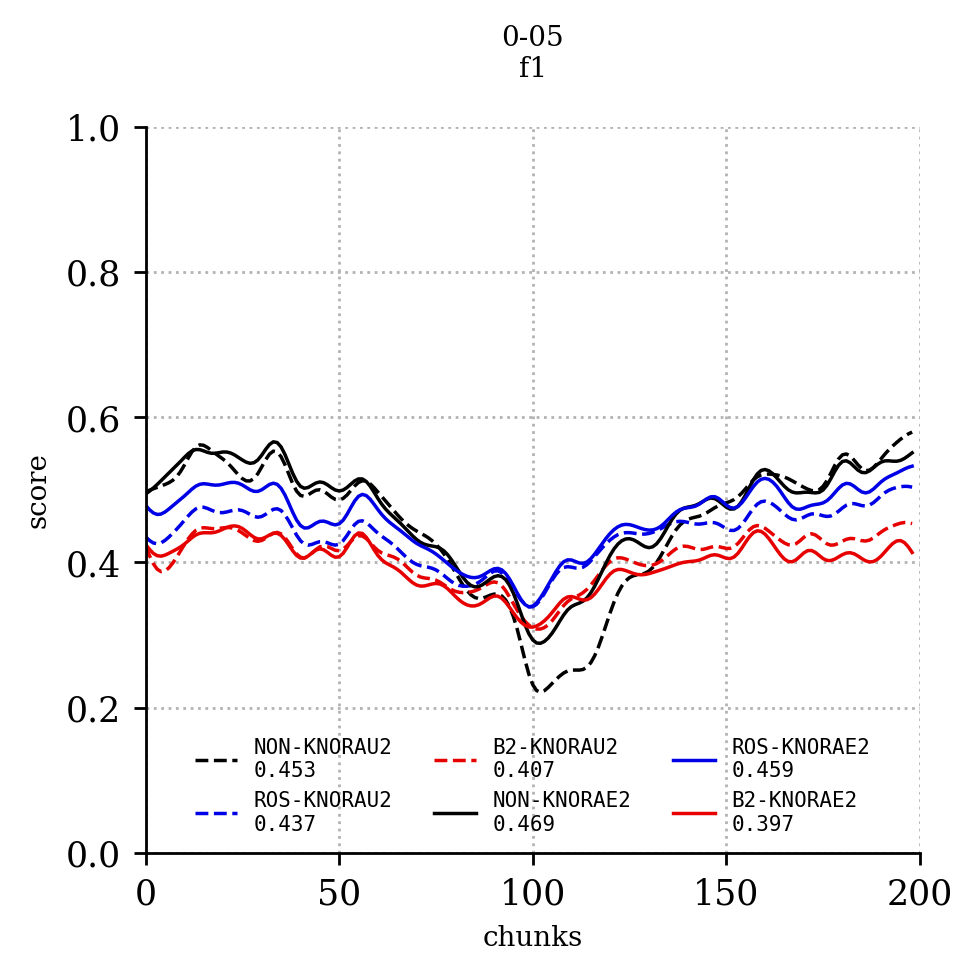 0-05
f1
1.0
0.8
0.6
0.4
0.2
0.0
score
NON-KNORAU2
0.453
ROS-KNORAU2
0.437
B2-KNORAU2
0.407
NON-KNORAE2
0.469
ROS-KNORAE2
0.459
B2-KNORAE2
0.397
0 50 100 150 200
chunks